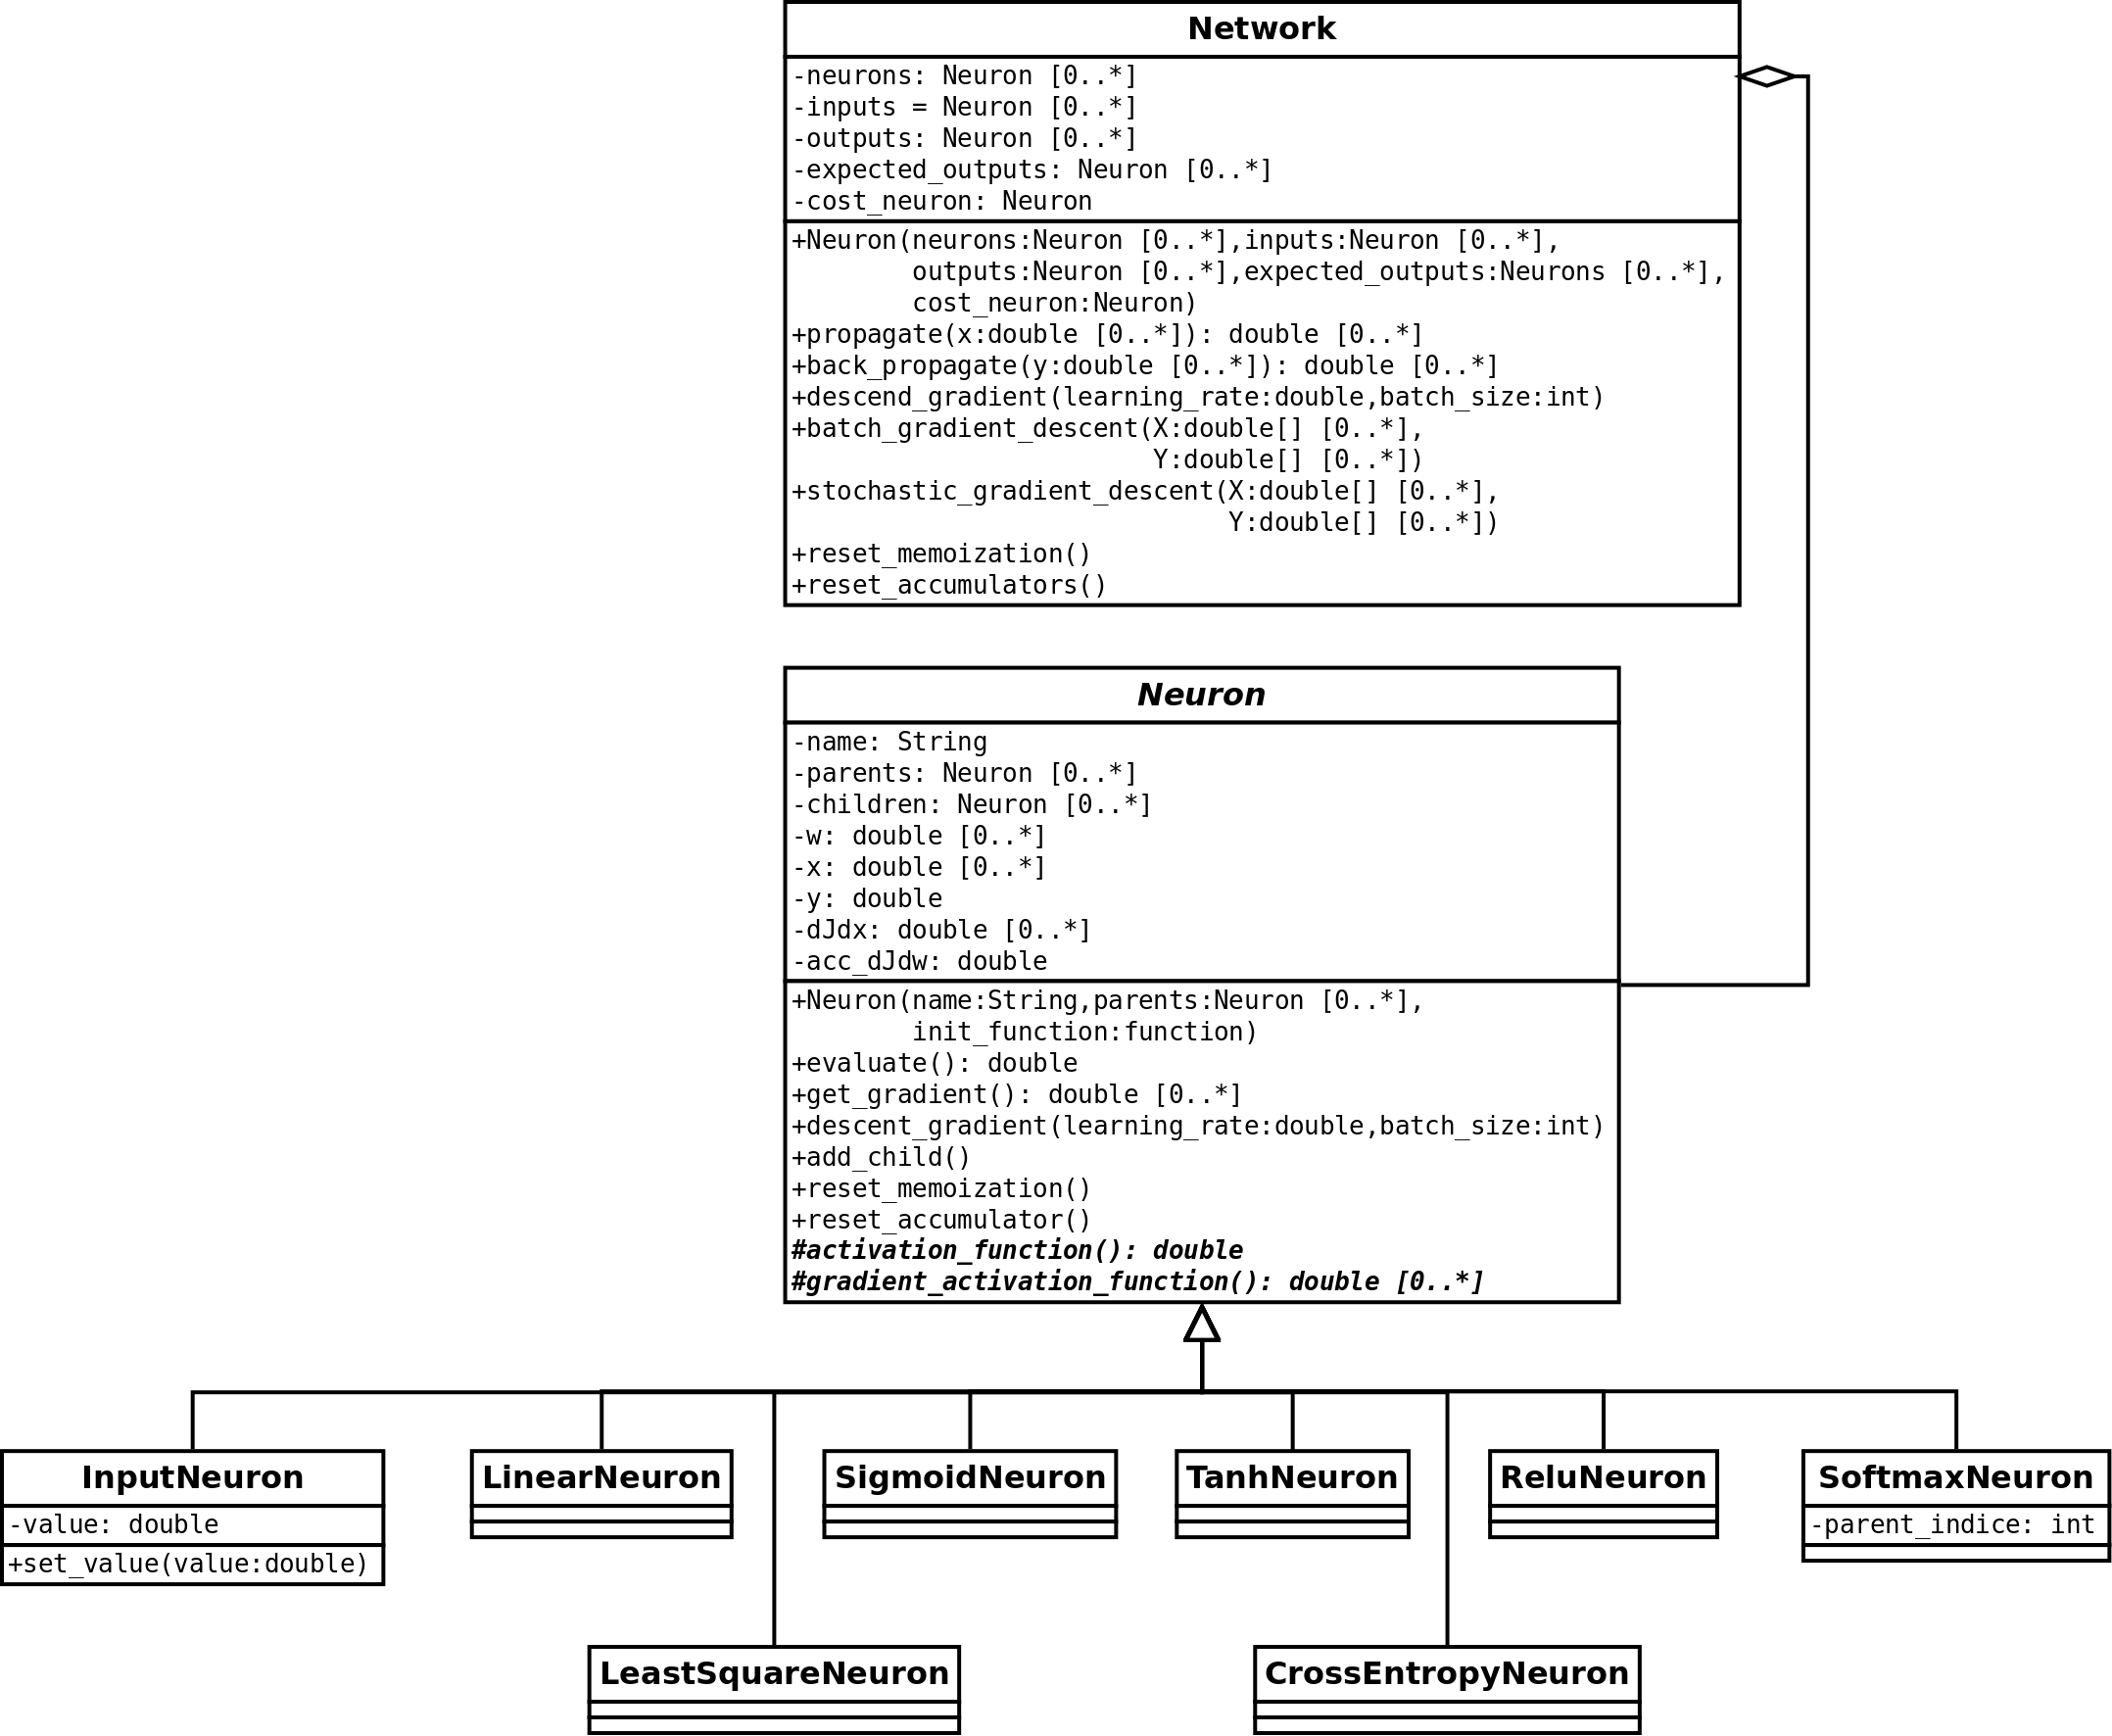 Network
-neurons: Neuron [0..*]
-inputs = Neuron [0..*]
-outputs: Neuron [0..*]
-expected_outputs: Neuron [0..*]
-cost_neuron: Neuron
+Neuron(neurons:Neuron [0..*],inputs:Neuron [0..*],
outputs:Neuron [0..*],expected_outputs:Neurons [0..*],
cost_neuron:Neuron)
+propagate(x:double [0..*]): double [0..*]
+back_propagate(y:double [0..*]): double [0..*]
+descend_gradient(learning_rate:double,batch_size:int)
+batch_gradient_descent(X:double[] [0..*],
Y:double[] [0..*])
+stochastic_gradient_descent(X:double[] [0..*],
Y:double[] [0..*])
+reset_memoization()
+reset_accumulators()
Neuron
-name: String
-parents: Neuron [0..*]
-children: Neuron [0..*]
-w: double [0..*]
-x: double [0..*]
-y: double
-dJdx: double [0..*]
-acc_dJdw: double
+Neuron(name:String,parents:Neuron [0..*],
init_function:function)
+evaluate(): double
+get_gradient(): double [0..*]
+descent_gradient(learning_rate:double,batch_size:int)
+add_child()
+reset_memoization()
+reset_accumulator()
#activation_function(): double
#gradient_activation_function(): double [0..*]
InputNeuron
-value: double
+set_value(value:double)
LinearNeuron
SigmoidNeuron
TanhNeuron
ReluNeuron
SoftmaxNeuron
-parent_indice: int
LeastSquareNeuron
CrossEntropyNeuron